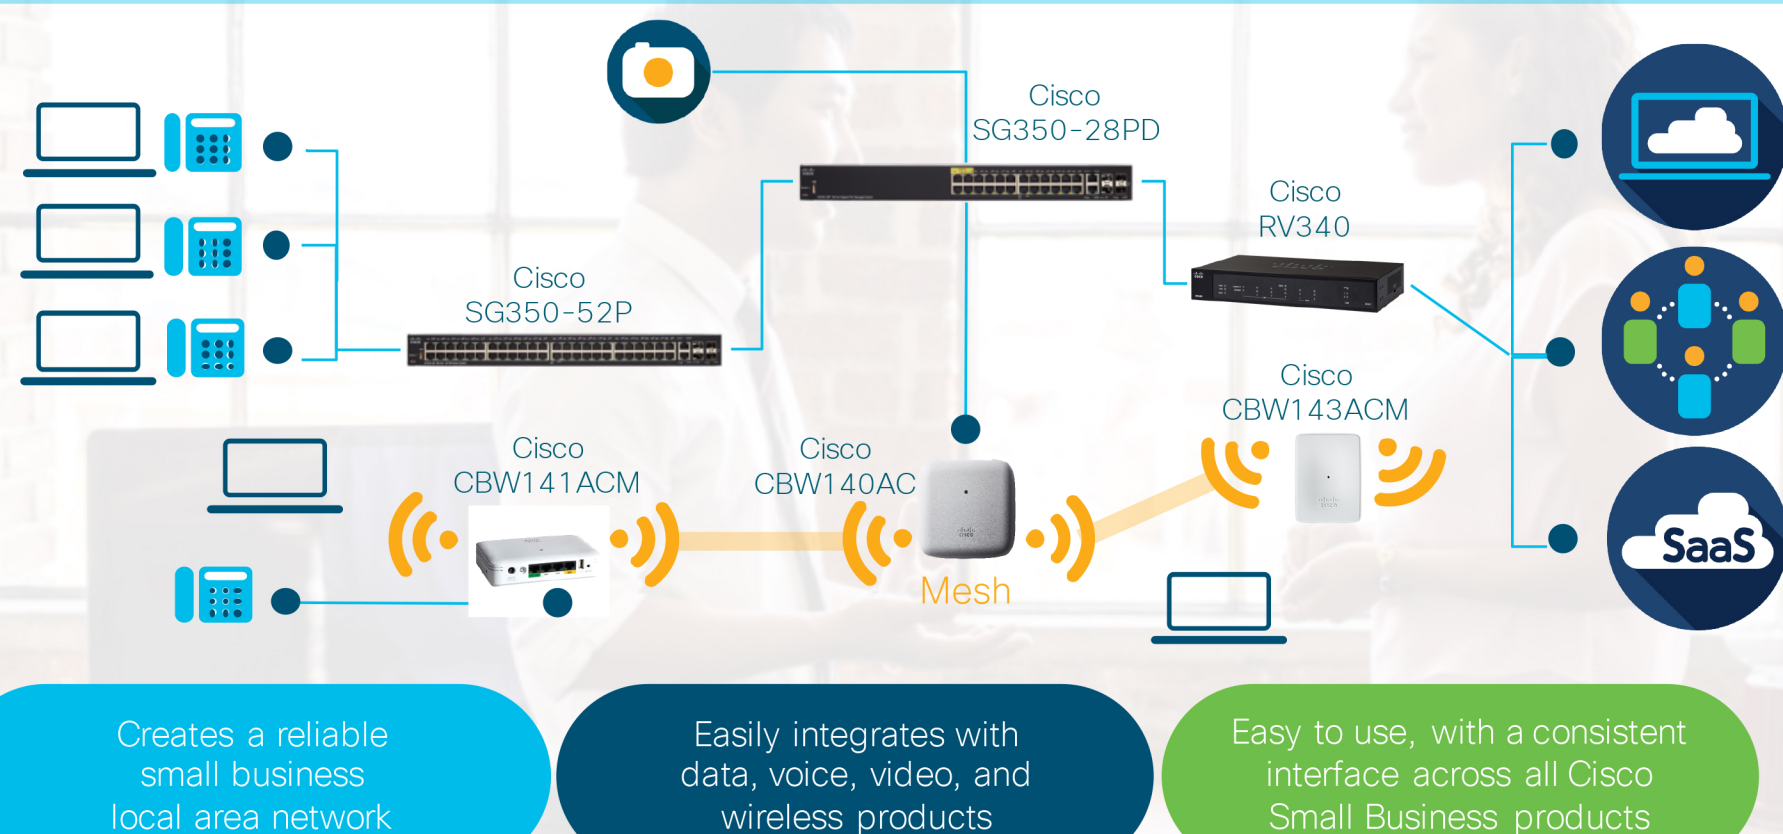 Cisco
SG350-28PD
Cisco
RV340
Cisco
SG350-52P
Cisco
CBW143ACM
Cisco
CBW141ACM
Cisco
CBW140AC
Mesh
SaaS
Creates a reliable
small business
local area network
Easily integrates with
data, voice, video, and
wireless products
Easy to use, with a consistent
interface across all Cisco
Small Business products